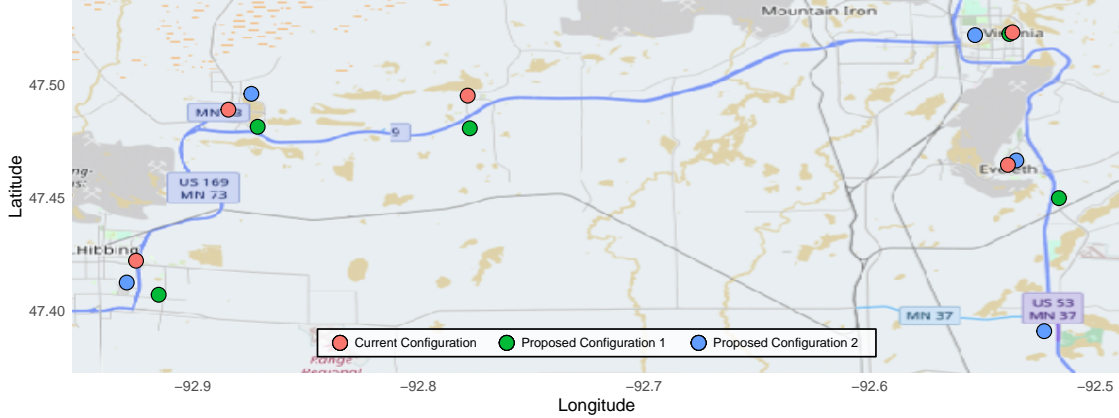 Mountain Iron
Virginia
47.50
9
Eveleth
Latitude
US 169
MN 73
47.45
Hibbing
47.40
MN 37
US 53
MN 37
Current Configuration
Proposed Configuration 1
Proposed Configuration 2
Range
Regional
−92.9
−92.8
−92.7
−92.6
−92.5
Longitude